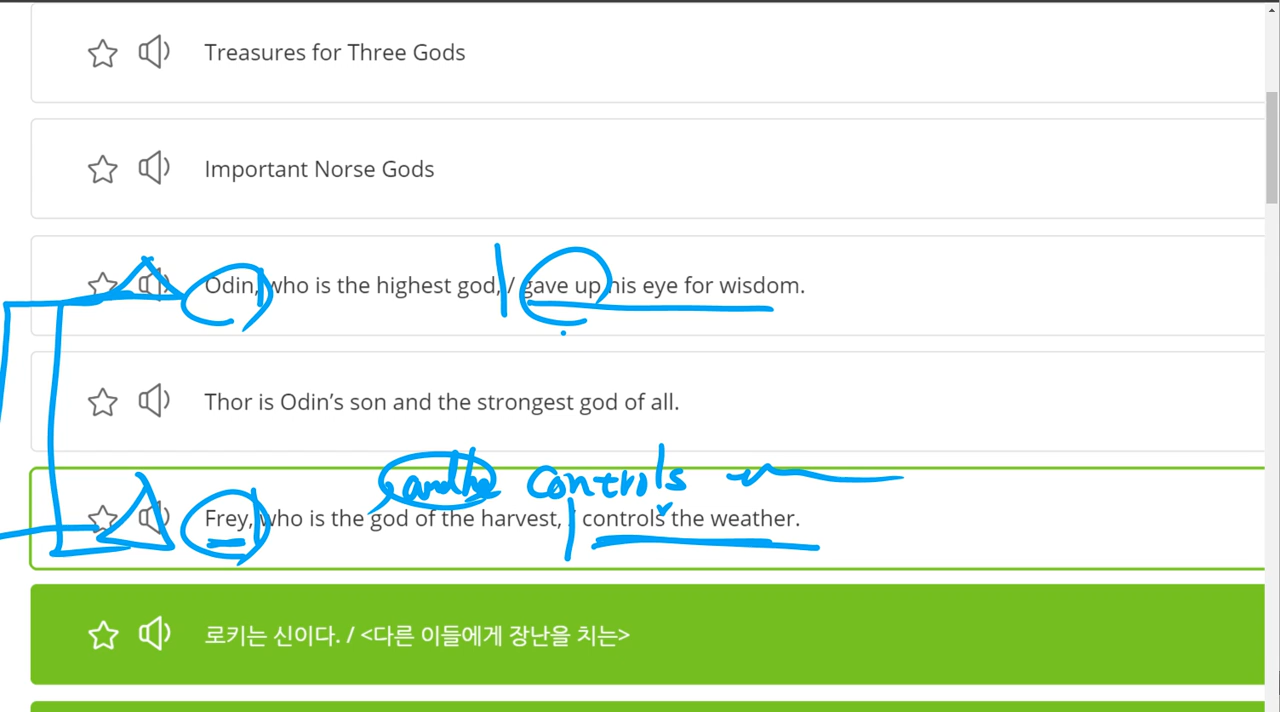 Treasures for Three Gods
Important Norse Gods
Odin, who is the highest god, / gave up his eye for wisdom.
Thor is Odin’s son and the strongest god of all.
, and he controls
Frey, who is the god of the harvest, / controls the weather.
로키는 신이다. / <다른 이들에게 장난을 치는>